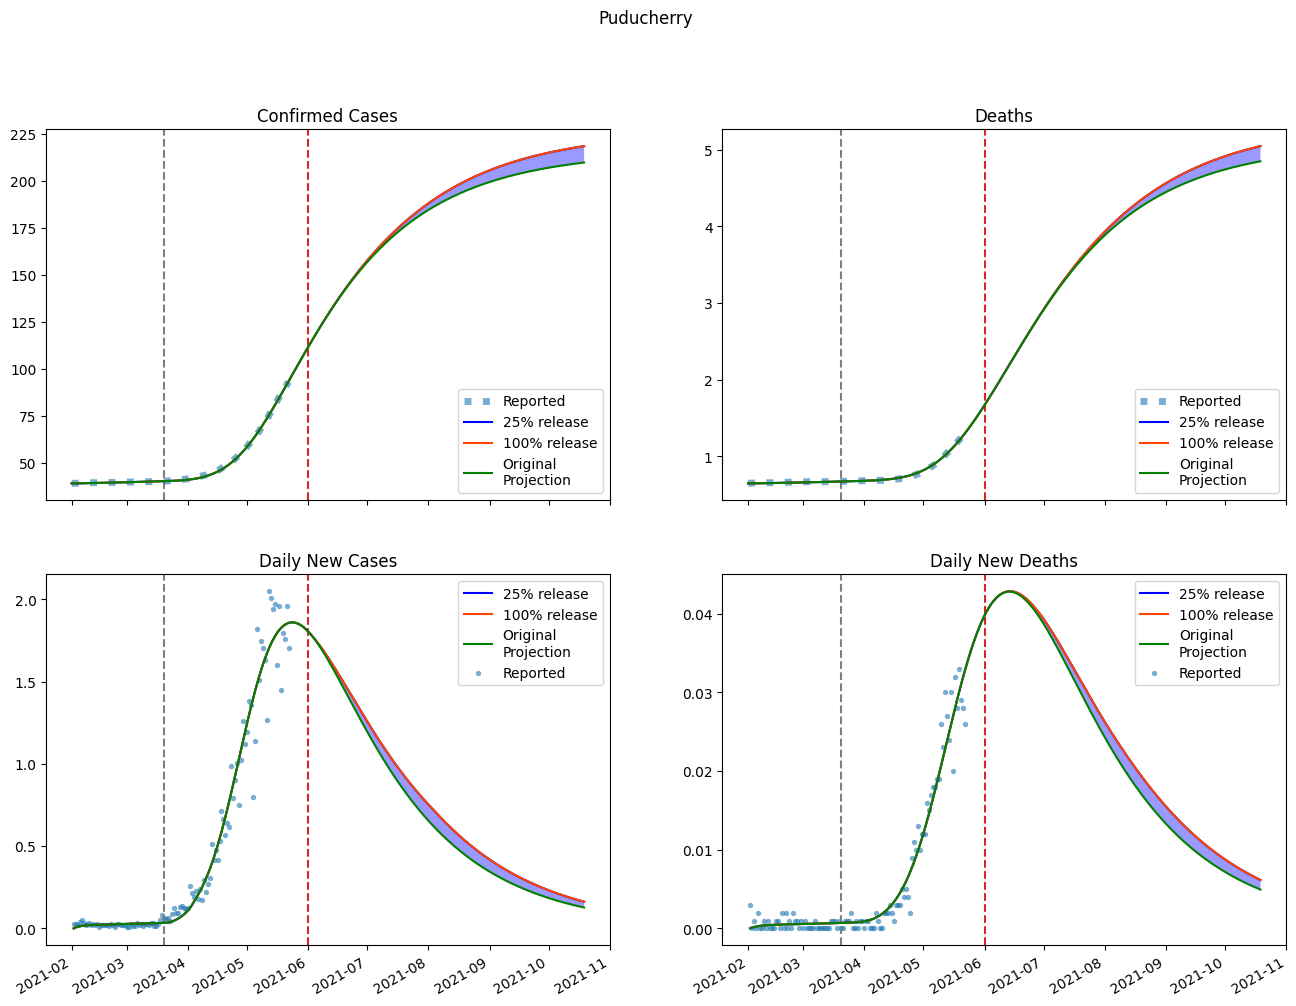 Puducherry
Confirmed Cases
225
200
175
150
125
100
75
50
Reported
25% release
100% release
Original
Projection
Deaths
5
4
3
2
1
Reported
25% release
100% release
Original
Projection
Daily New Cases
2.0
1.5
1.0
0.5
0.0
25% release
100% release
Original
Projection
Reported
2021-02
2021-03
2021-04
2021-05
2021-06
2021-07
2021-08
2021-09
2021-10
2021-11
Daily New Deaths
0.04
0.03
0.02
0.01
0.00
25% release
100% release
Original
Projection
Reported
2021-02
2021-03
2021-04
2021-05
2021-06
2021-07
2021-08
2021-09
2021-10
2021-11